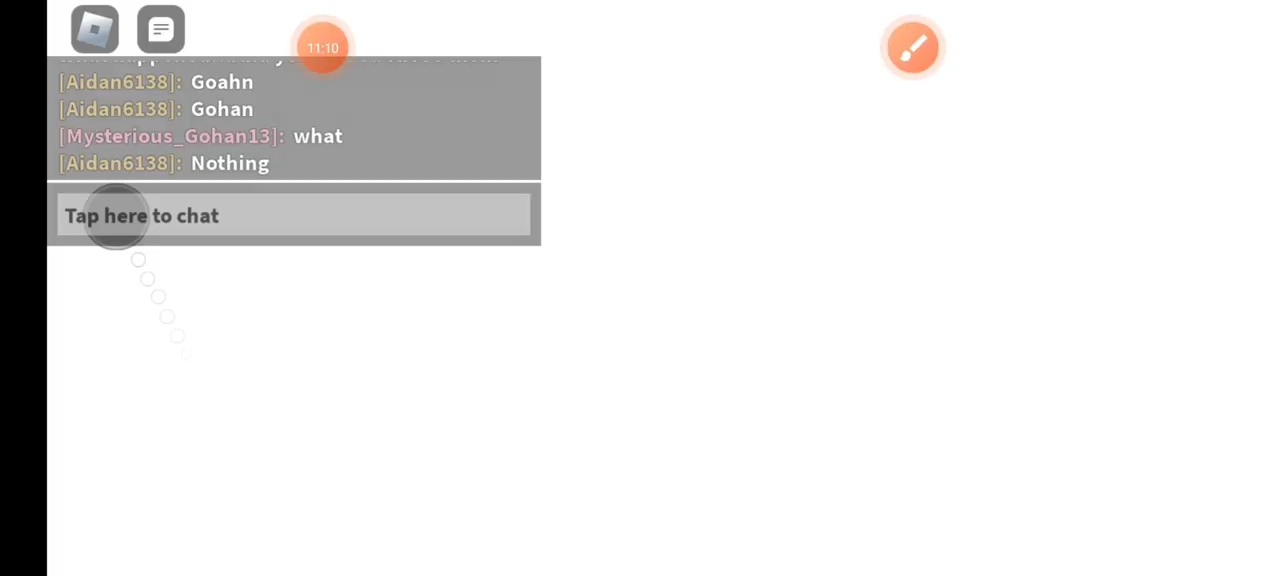 11:10
[Aidan6138]: Goahn
[Aidan6138]: Gohan
[Mysterious_Gohan13]: what
[Aidan6138]: Nothing
Tap here to chat